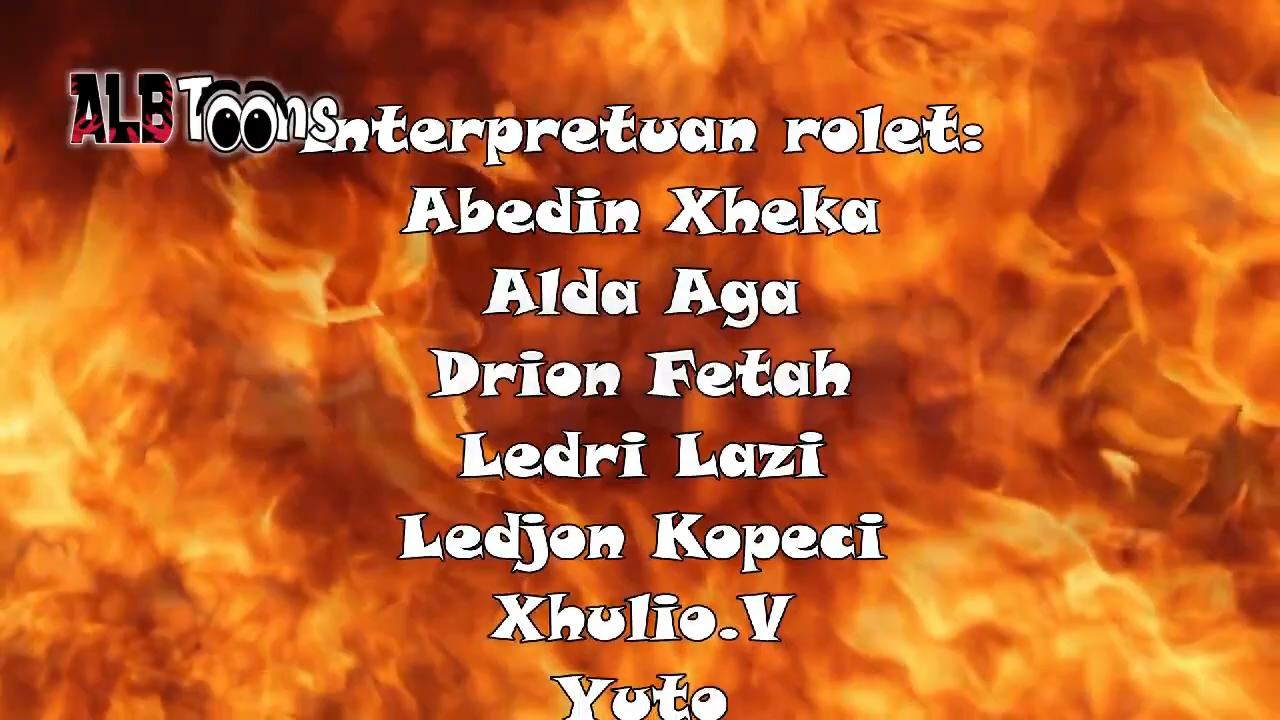 ALBToons
Interpretuan rolet:
Abedin Xheka
Alda Aga
Drion Fetah
Ledri Lazi
Ledjon Kopeci
Xhulio.V
Yuto